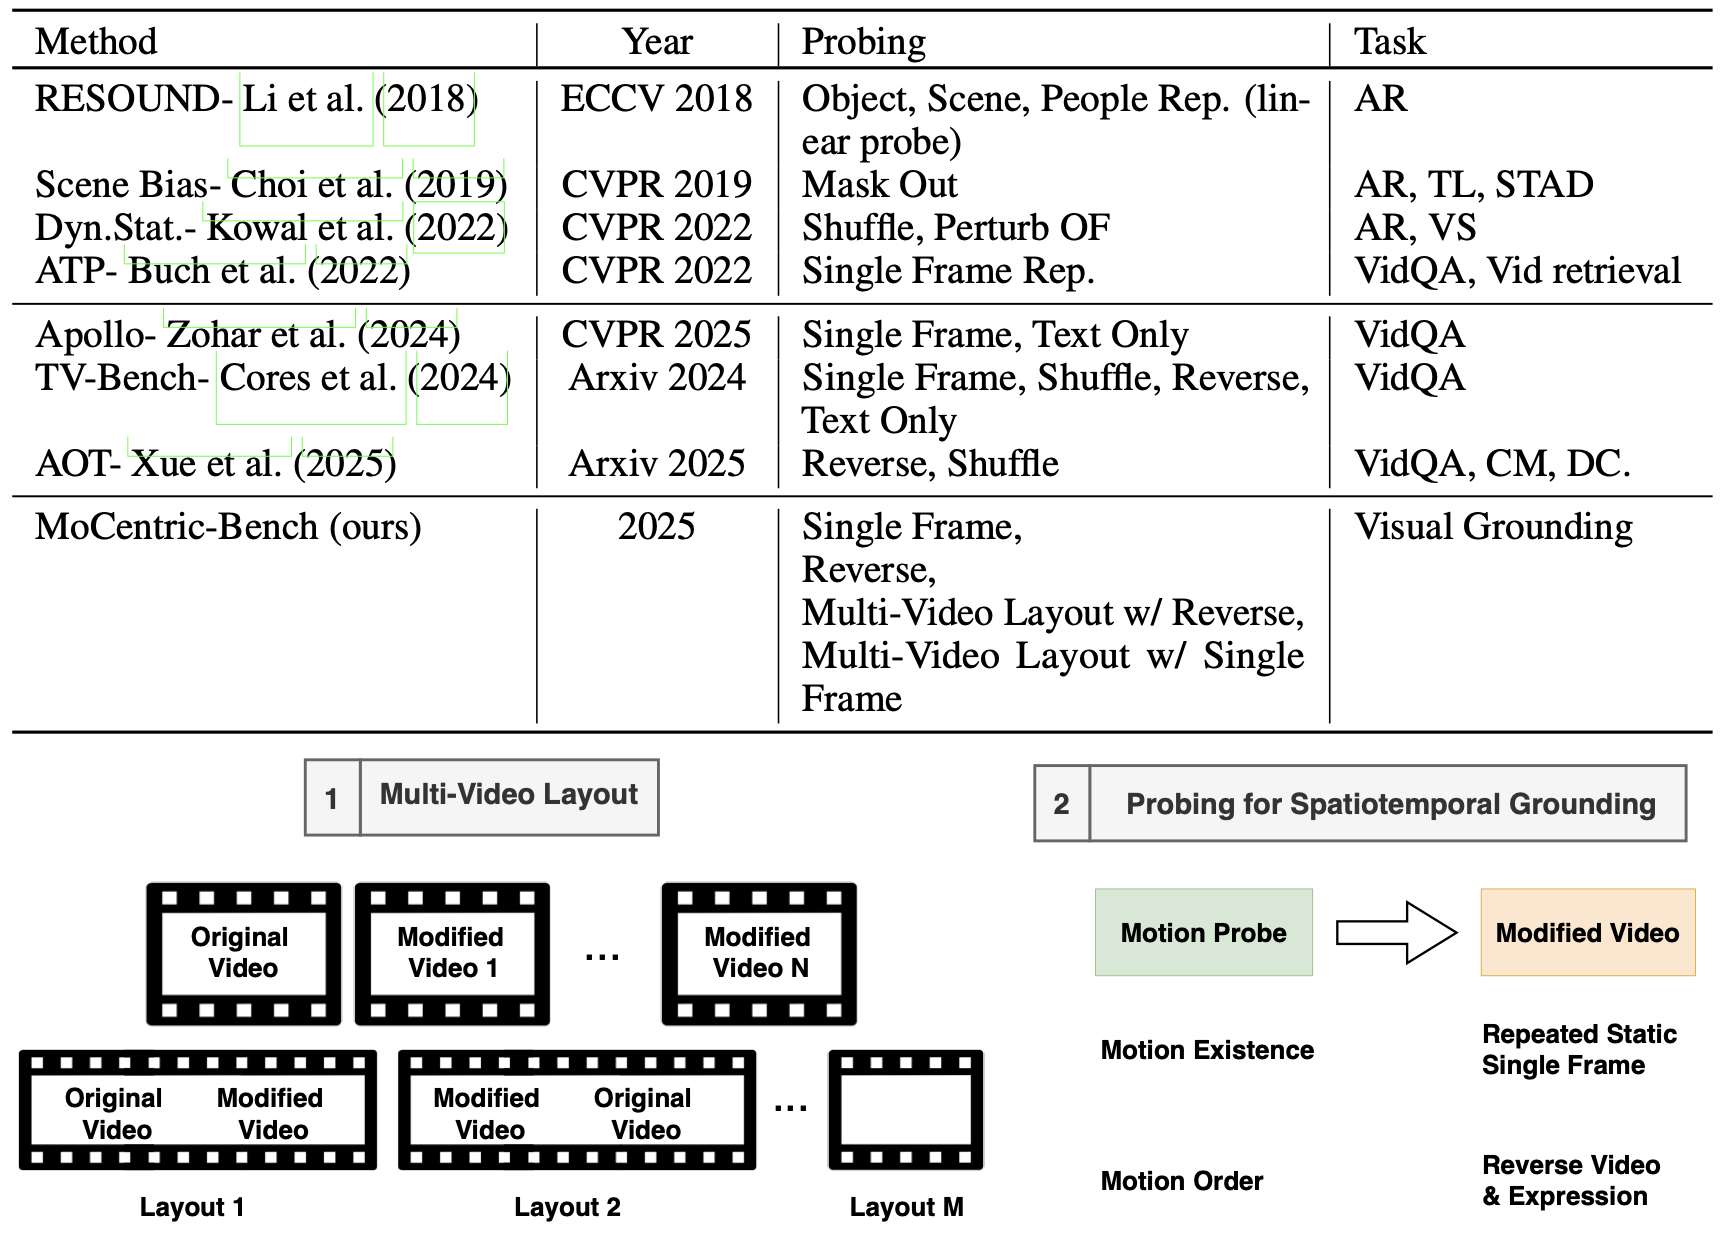 Method Year Probing Task
RESOUND- Li et al. (2018) ECCV 2018 Object, Scene, People Rep. (lin- AR
ear probe)
Scene Bias- Choi et al. (2019) CVPR 2019 Mask Out AR, TL, STAD
Dyn.Stat.- Kowal et al. (2022) CVPR 2022 Shuffle, Perturb OF AR, VS
ATP- Buch et al. (2022) CVPR 2022 Single Frame Rep. VidQA, Vid retrieval
Apollo- Zohar et al. (2024) CVPR 2025 Single Frame, Text Only VidQA
TV-Bench- Cores et al. (2024) Arxiv 2024 Single Frame, Shuffle, Reverse, VidQA
Text Only
AOT- Xue et al. (2025) Arxiv 2025 Reverse, Shuffle VidQA, CM, DC.
MoCentric-Bench (ours) 2025 Single Frame, Visual Grounding
Reverse,
Multi-Video Layout w/ Reverse,
Multi-Video Layout w/ Single
Frame
1 Multi-Video Layout
Original
Video
Modified
Video 1
...
Modified
Video N
Original
Video
Modified
Video
Modified
Video
Original
Video
...
Layout 1
Layout 2
Layout M
2 Probing for Spatiotemporal Grounding
Motion Probe
Modified Video
Motion Existence
Repeated Static
Single Frame
Motion Order
Reverse Video
& Expression